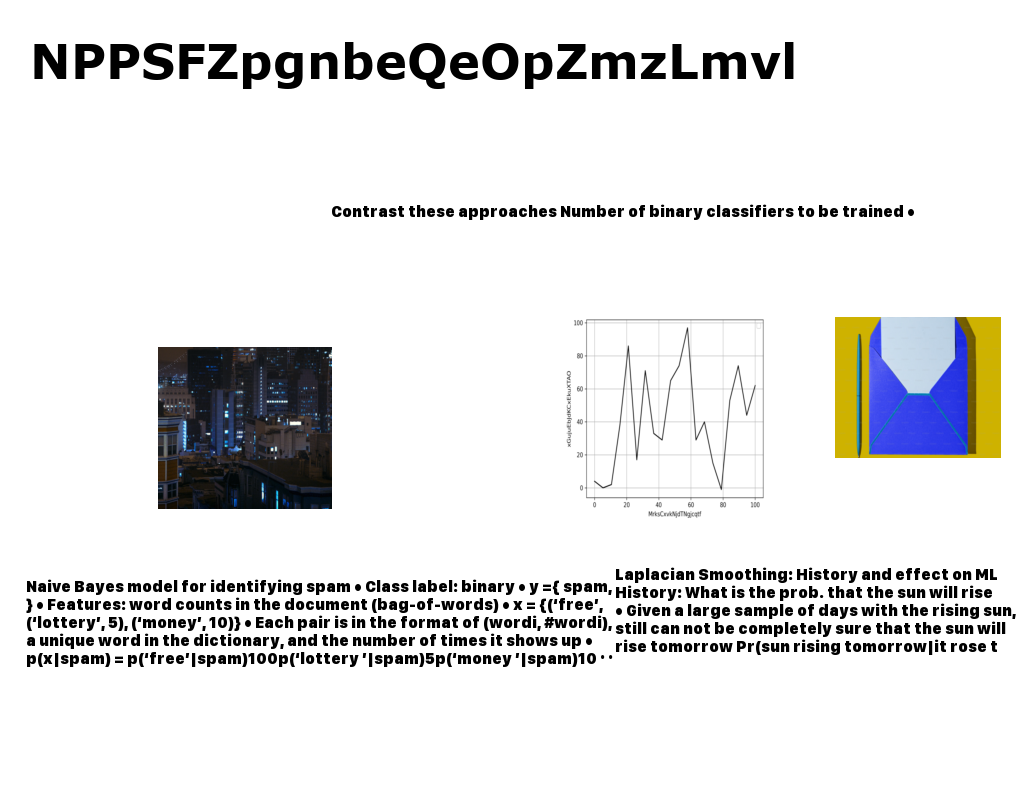 NPPSFZpgnbeQeOpZmzLmvl
Contrast these approaches Number of binary classifiers to be trained •
100
80
60
40
20
0
0 20 40 60 80 100
Naive Bayes model for identifying spam • Class label: binary • y ={ spam,
} • Features: word counts in the document (bag-of-words) • x = {(‘free’,
(‘lottery’, 5), (‘money’, 10)} • Each pair is in the format of (wordi, #wordi),
a unique word in the dictionary, and the number of times it shows up •
p(x|spam) = p(‘free’|spam)100p(‘lottery ’|spam)5p(‘money ’|spam)10 · ·
Laplacian Smoothing: History and effect on ML
History: What is the prob. that the sun will rise
• Given a large sample of days with the rising sun,
still can not be completely sure that the sun will
rise tomorrow Pr(sun rising tomorrow|it rose t